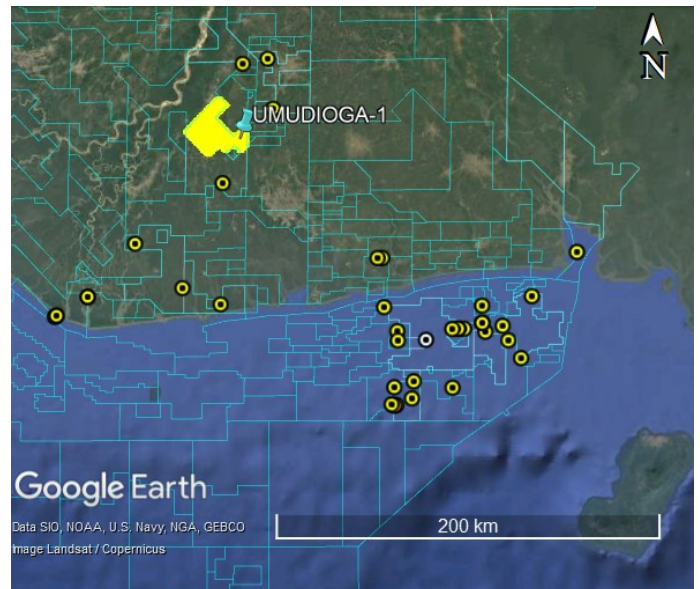 N
UMUDIOGA-1
Google Earth
Data SIO, NOAA, U.S. Navy, NGA, GEBCO
Image Landsat / Copernicus
200 km